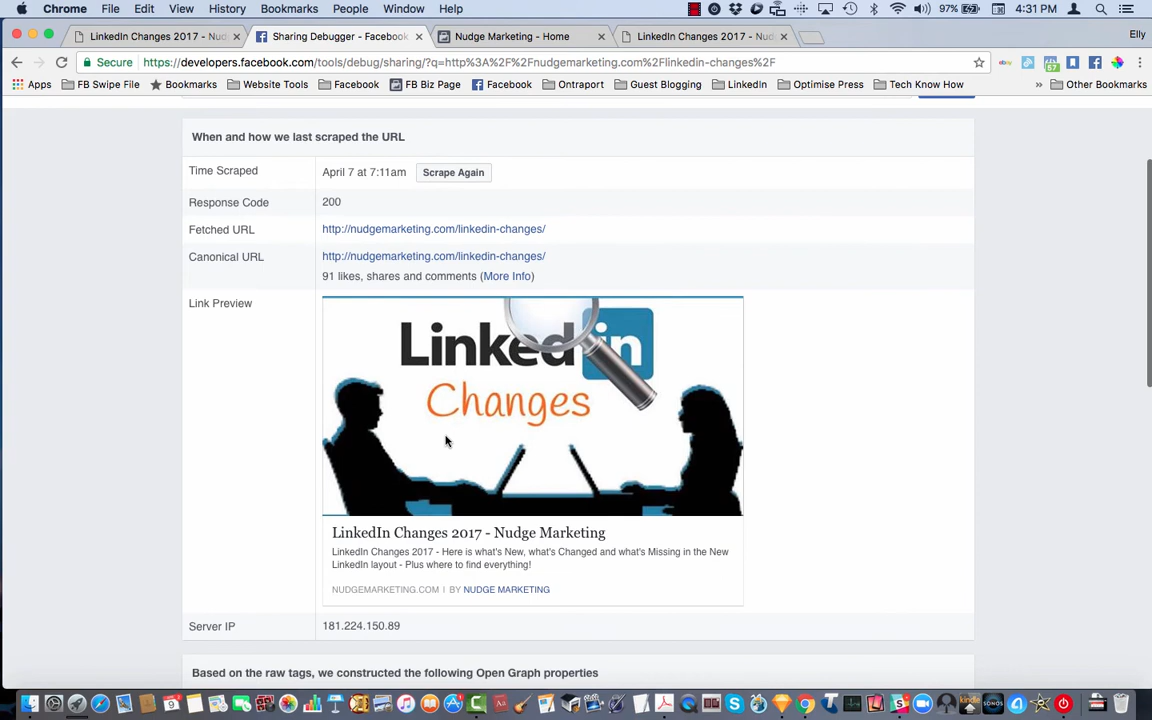 Chrome File Edit View History Bookmarks People Window Help 97% 4:31 PM
LinkedIn Changes 2017 - Nud
Sharing Debugger - Facebook
Nudge Marketing - Home
LinkedIn Changes 2017 - Nud
Elly
Secure https://developers.facebook.com/tools/debug/sharing/?q=http%3A%2F%2Fnudgemarketing.com%2Flinkedin-changes%2F
Apps FB Swipe File Bookmarks Website Tools Facebook FB Biz Page Facebook Ontraport Guest Blogging LinkedIn Optimise Press Tech Know How » Other Bookmarks
When and how we last scraped the URL
Time Scraped April 7 at 7:11am Scrape Again
Response Code 200
Fetched URL http://nudgemarketing.com/linkedin-changes/
Canonical URL http://nudgemarketing.com/linkedin-changes/
91 likes, shares and comments (More Info)
Link Preview
Linked in
Changes
LinkedIn Changes 2017 - Nudge Marketing
LinkedIn Changes 2017 - Here is what's New, what's Changed and what's Missing in the New
LinkedIn layout - Plus where to find everything!
NUDGEMARKETING.COM | BY NUDGE MARKETING
Server IP 181.224.150.89
Based on the raw tags, we constructed the following Open Graph properties